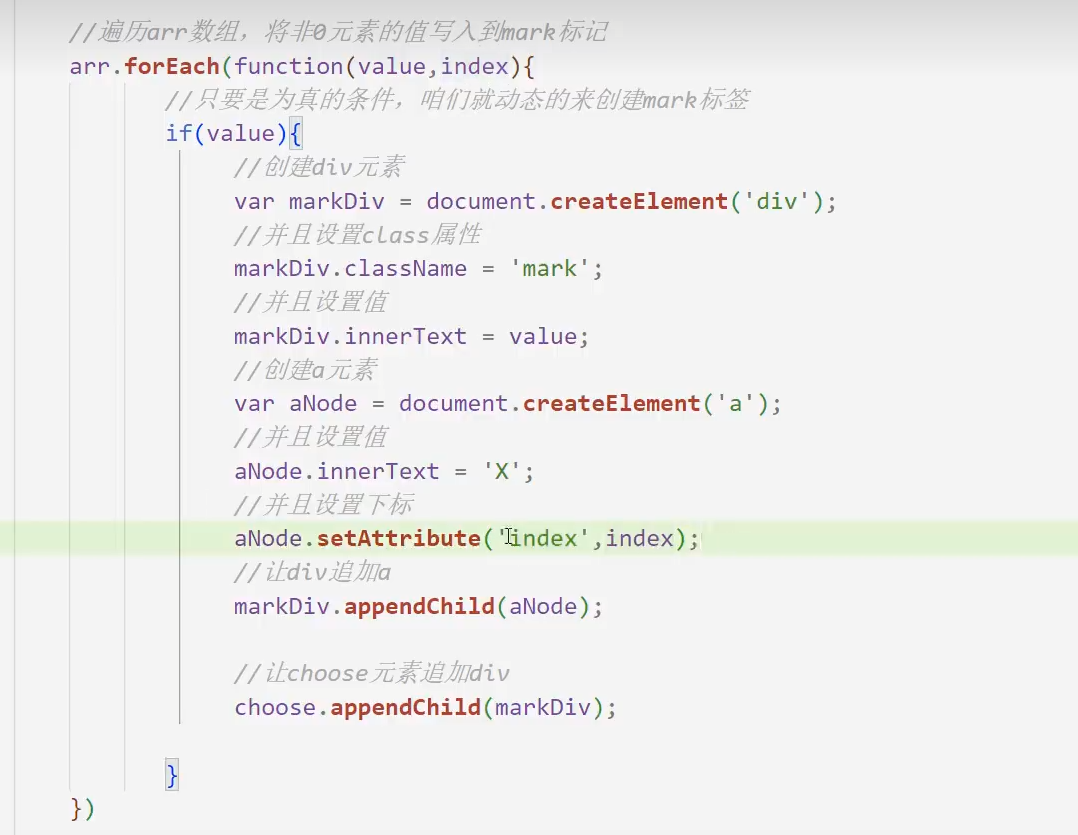 //遍历arr数组，将非0元素的值写入到mark标记
arr.forEach(function(value,index){
//只要是为真的条件，咱们就动态的来创建mark标签
if(value){
//创建div元素
var markDiv = document.createElement('div');
//并且设置class属性
markDiv.className = 'mark';
//并且设置值
markDiv.innerText = value;
//创建a元素
var aNode = document.createElement('a');
//并且设置值
aNode.innerText = 'X';
//并且设置下标
aNode.setAttribute('index',index);
//让div追加a
markDiv.appendChild(aNode);
//让choose元素追加div
choose.appendChild(markDiv);
}
})